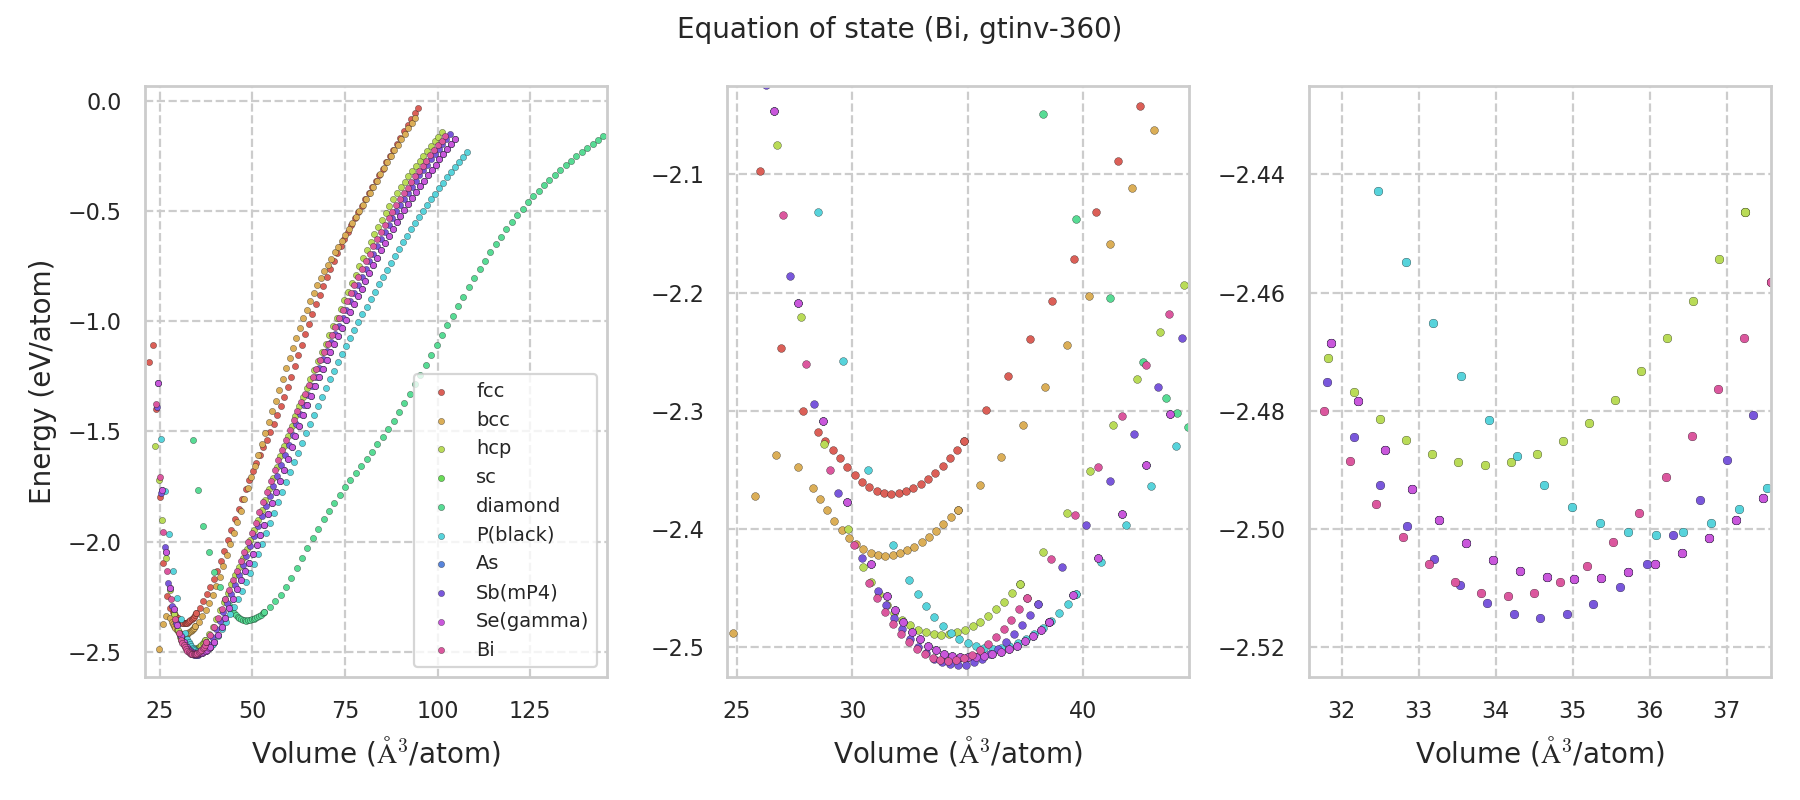 Equation of state (Bi, gtinv-360)
Energy (eV/atom)
0.0
−0.5
−1.0
−1.5
−2.0
−2.5
25 50 75 100 125
Volume (Å³/atom)
fcc
bcc
hcp
sc
diamond
P(black)
As
Sb(mP4)
Se(gamma)
Bi
−2.1
−2.2
−2.3
−2.4
−2.5
25 30 35 40
Volume (Å³/atom)
−2.44
−2.46
−2.48
−2.50
−2.52
32 33 34 35 36 37
Volume (Å³/atom)